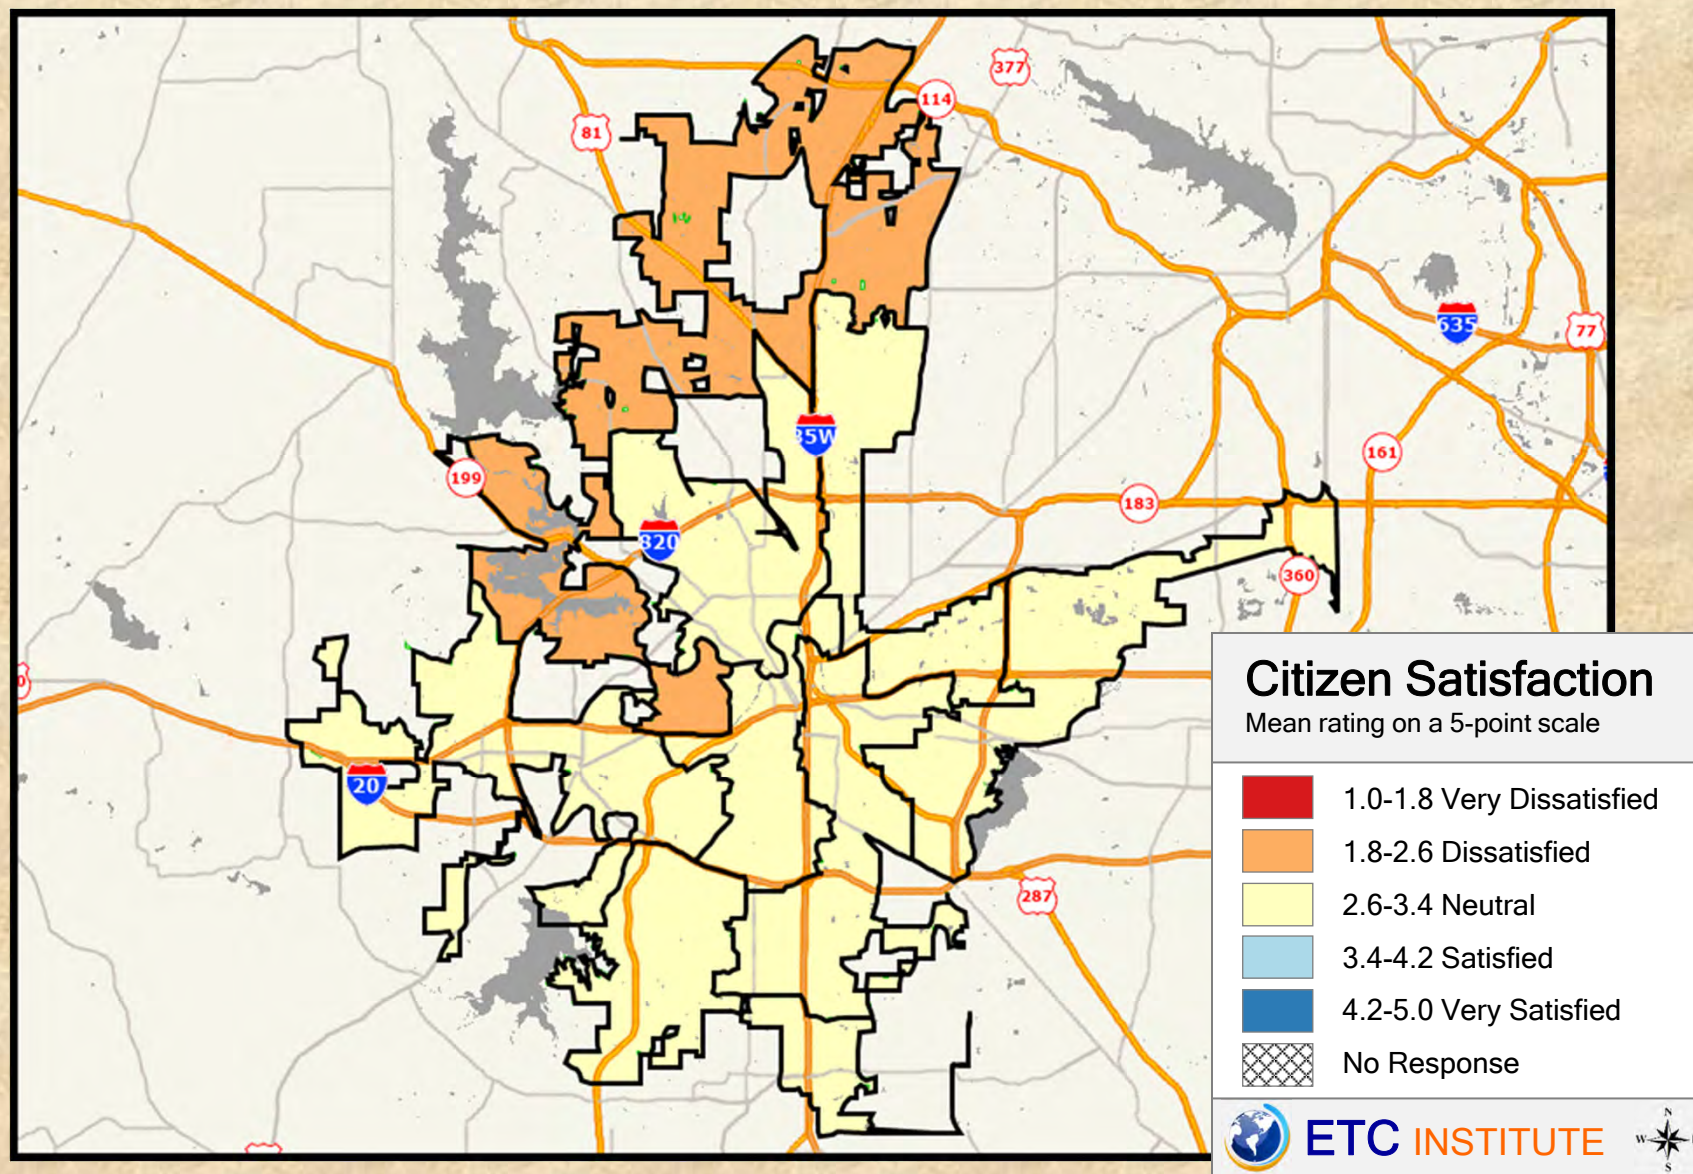 377
114
81
635
77
35W
199
161
183
820
360
Citizen Satisfaction
Mean rating on a 5-point scale
20
1.0-1.8 Very Dissatisfied
1.8-2.6 Dissatisfied
287
2.6-3.4 Neutral
3.4-4.2 Satisfied
4.2-5.0 Very Satisfied
No Response
ETC INSTITUTE
N
W
S